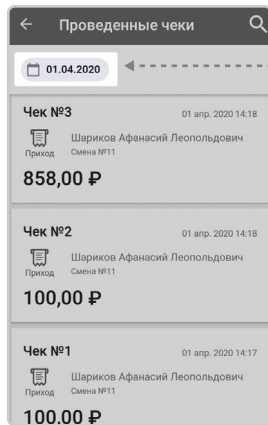 Проведенные чеки
01.04.2020
Чек №3
01 апр. 2020 14:18
Шариков Афанасий Леопольдович
Приход
Смена №11
858,00 ₽
Чек №2
01 апр. 2020 14:18
Шариков Афанасий Леопольдович
Приход
Смена №11
100,00 ₽
Чек №1
01 апр. 2020 14:17
Шариков Афанасий Леопольдович
Приход
Смена №11
100,00 ₽